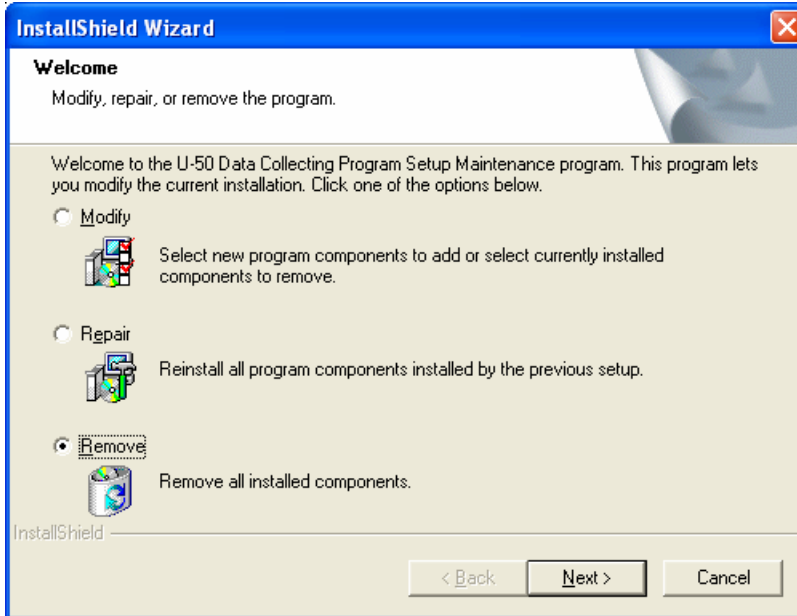 InstallShield Wizard
Welcome
Modify, repair, or remove the program.
Welcome to the U-50 Data Collecting Program Setup Maintenance program. This program lets
you modify the current installation. Click one of the options below.
Modify
Select new program components to add or select currently installed
components to remove.
Repair
Reinstall all program components installed by the previous setup.
Remove
Remove all installed components.
InstallShield
< Back Next > Cancel